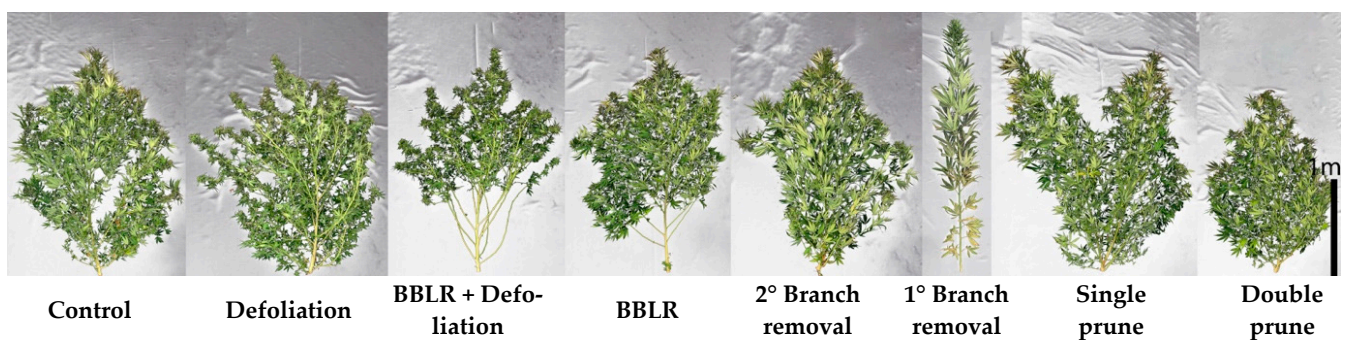 1m
Control
Defoliation
BBLR + Defo-
liation
BBLR
2° Branch
removal
1° Branch
removal
Single
prune
Double
prune